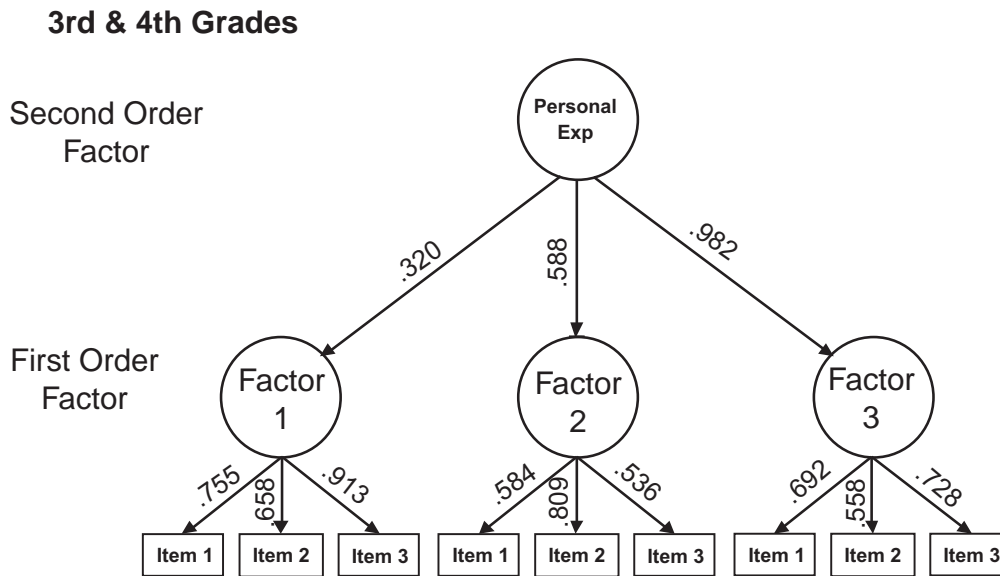 3rd & 4th Grades
Second Order
Factor
Personal
Exp
.320
.588
.982
First Order
Factor
Factor
1
Factor
2
Factor
3
.755
.658
.913
.584
.809
.536
.692
.558
.728
Item 1
Item 2
Item 3
Item 1
Item 2
Item 3
Item 1
Item 2
Item 3